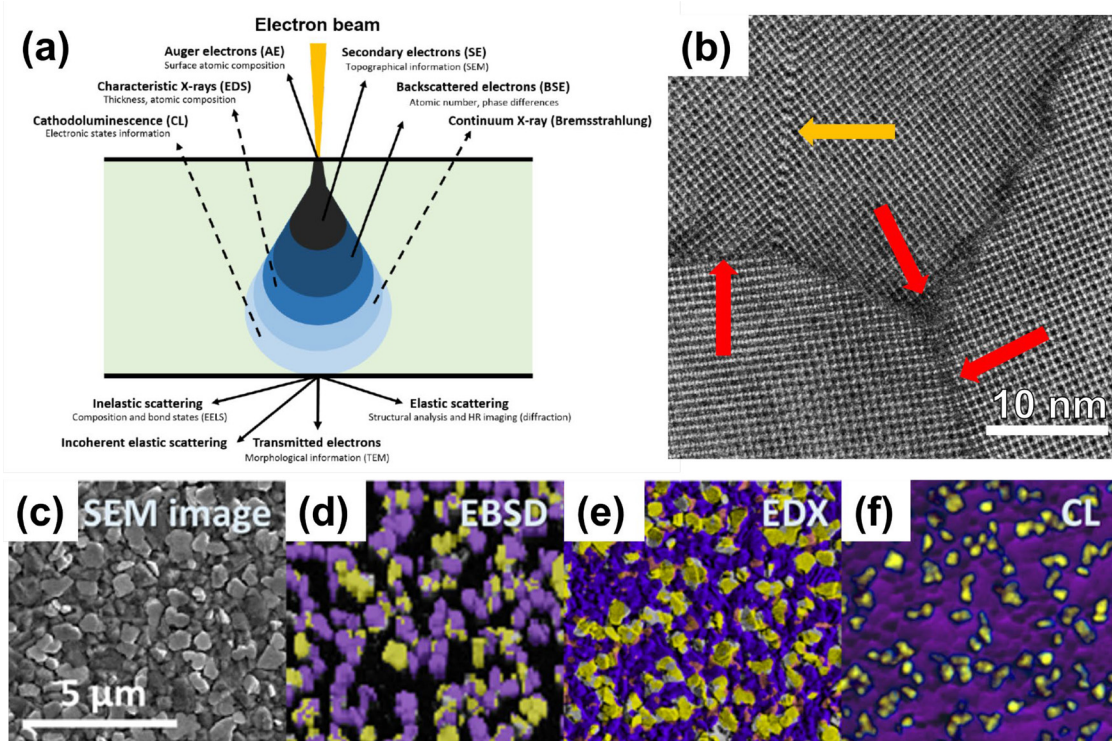 (a)
Electron beam
Auger electrons (AE)
Surface atomic composition
Secondary electrons (SE)
Topographical information (SEM)
Characteristic X-rays (EDS)
Thickness, atomic composition
Backscattered electrons (BSE)
Atomic number, phase differences
Cathodoluminescence (CL)
Electronic states information
Continuum X-ray (Bremsstrahlung)
Inelastic scattering
Composition and bond states (EELS)
Elastic scattering
Structural analysis and HR imaging (diffraction)
Incoherent elastic scattering
Transmitted electrons
Morphological information (TEM)
(b)
10 nm
(c)
SEM image
5 μm
(d)
EBSD
(e)
EDX
(f)
CL